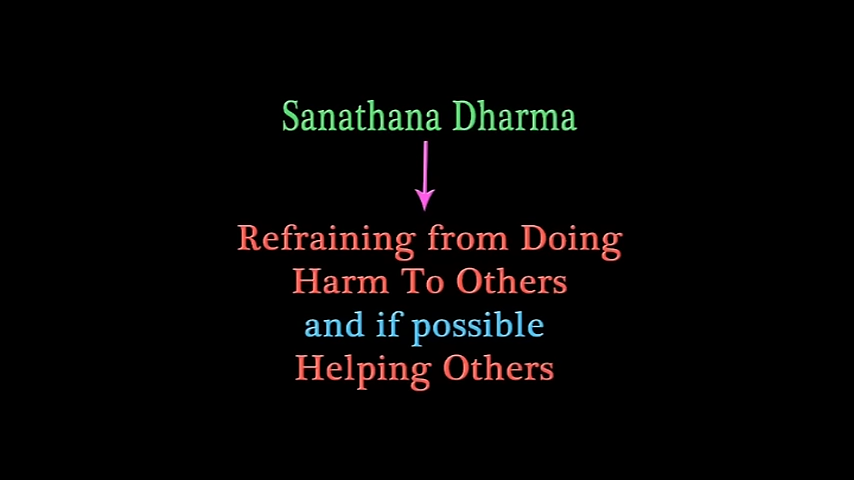 Sanathana Dharma
Refraining from Doing
Harm To Others
and if possible
Helping Others